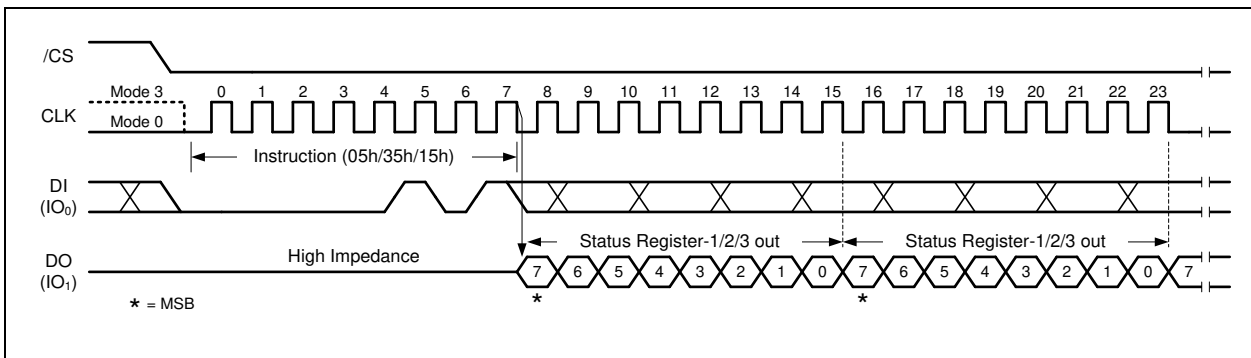 /CS
Mode 3 0 1 2 3 4 5 6 7 8 9 10 11 12 13 14 15 16 17 18 19 20 21 22 23
CLK
Mode 0
Instruction (05h/35h/15h)
DI
(IO₀)
Status Register-1/2/3 out Status Register-1/2/3 out
High Impedance
DO
(IO₁)
7 6 5 4 3 2 1 0 7 6 5 4 3 2 1 0 7
* *
* = MSB